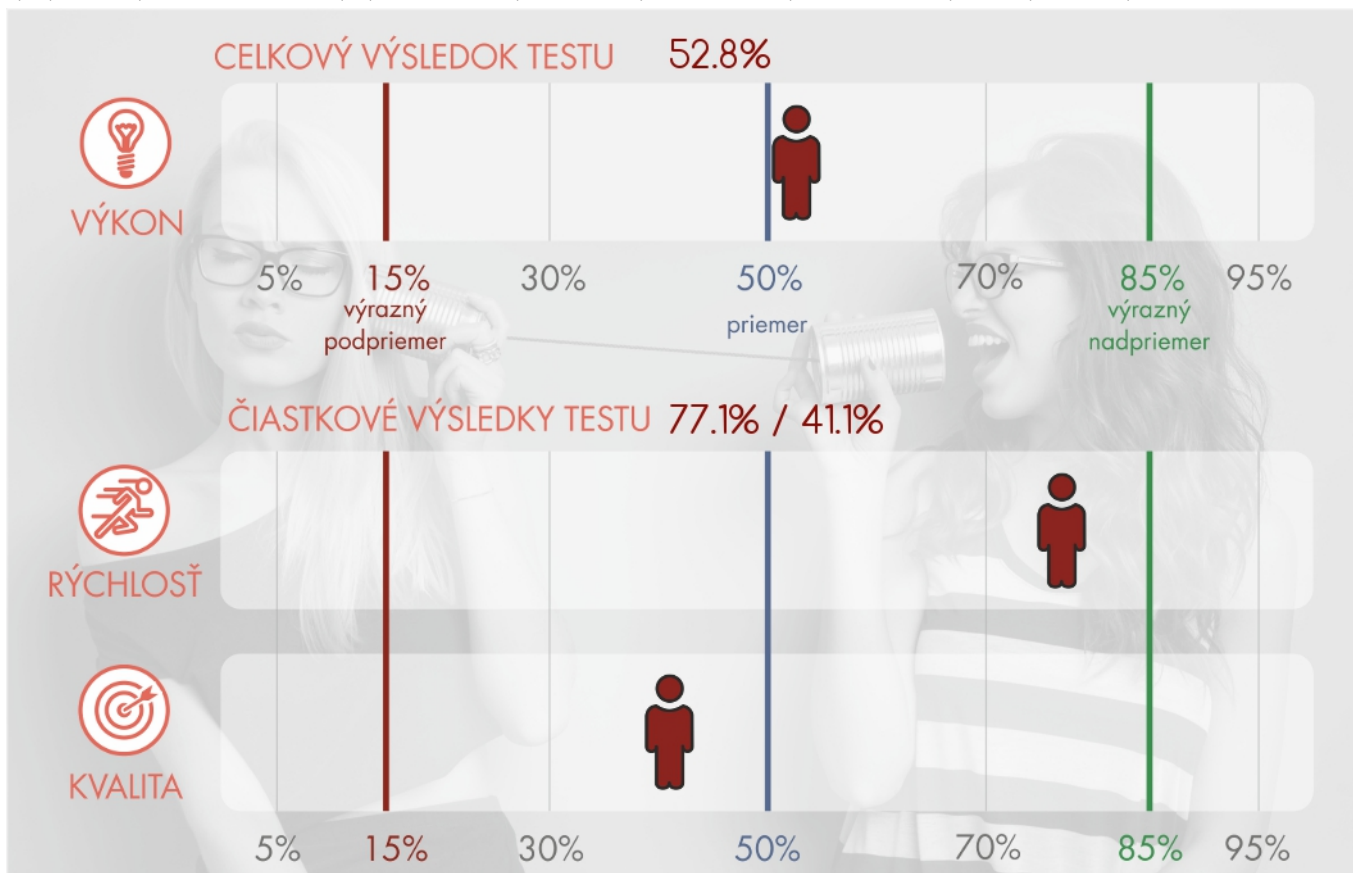 CELKOVÝ VÝSLEDOK TESTU 52.8%
VÝKON
5% 15% 30% 50% 70% 85% 95%
výrazný podpriemer
priemer
výrazný nadpriemer
ČIASTKOVÉ VÝSLEDKY TESTU 77.1% / 41.1%
RÝCHLOSŤ
KVALITA
5% 15% 30% 50% 70% 85% 95%